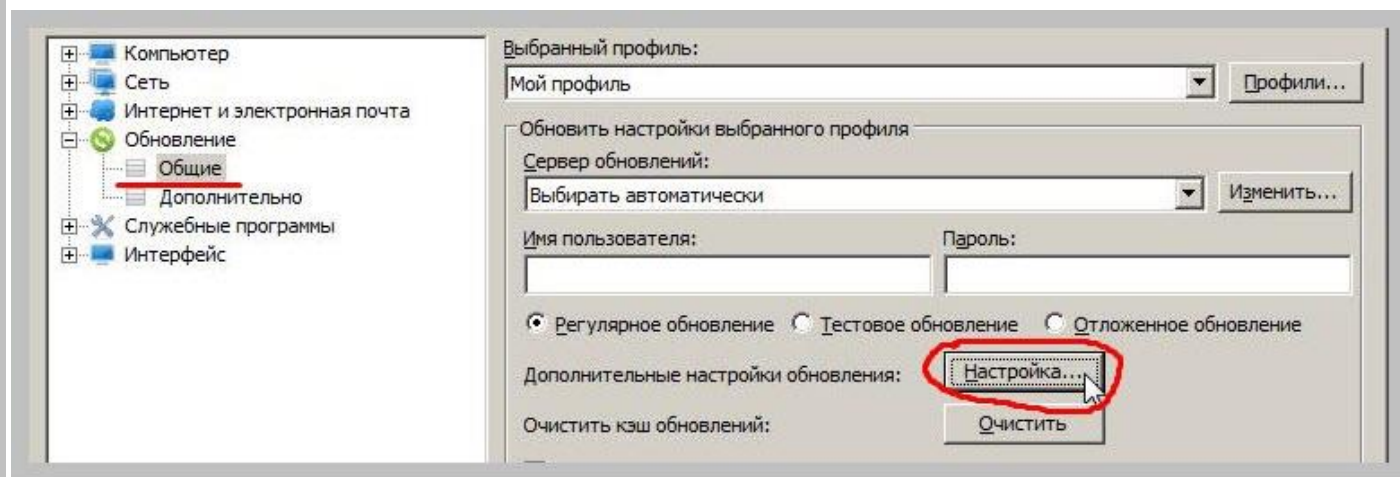 Компьютер
Сеть
Интернет и электронная почта
Обновление
Общие
Дополнительно
Служебные программы
Интерфейс
Выбранный профиль:
Мой профиль
Профили...
Обновить настройки выбранного профиля
Сервер обновлений:
Выбирать автоматически
Изменить...
Имя пользователя:
Пароль:
Регулярное обновление Тестовое обновление Отложенное обновление
Дополнительные настройки обновления:
Настройка...
Очистить кэш обновлений:
Очистить